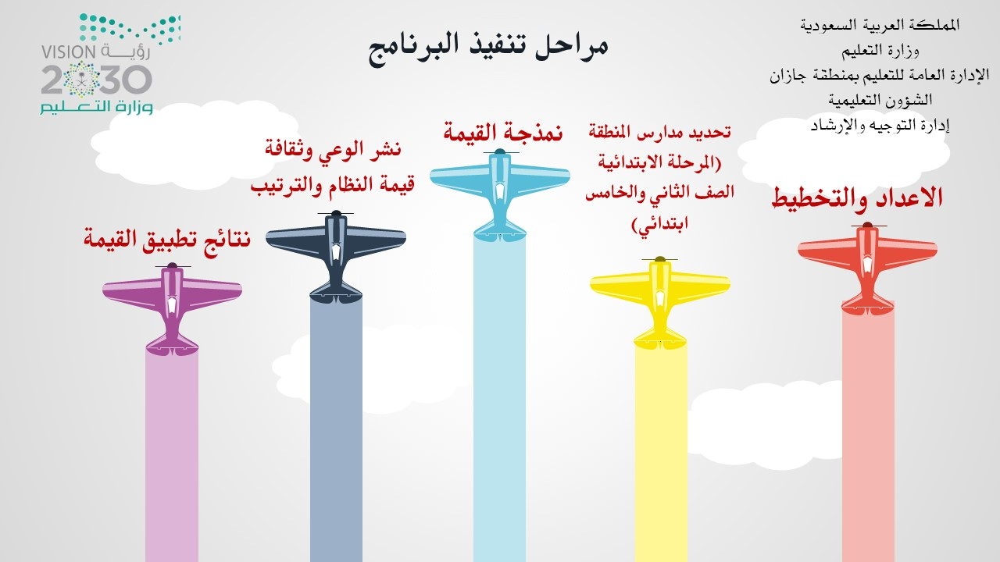 المملكة العربية السعودية
وزارة التعليم
الإدارة العامة للتعليم بمنطقة جازان
الشؤون التعليمية
إدارة التوجيه والإرشاد
مراحل تنفيذ البرنامج
VISION رؤيــة
2030
وزارة التعـــليم
الاعداد والتخطيط
تحديد مدارس المنطقة
(المرحلة الابتدائية
الصف الثاني والخامس
ابتدائي)
نمذجة القيمة
نشر الوعي وثقافة
قيمة النظام والترتيب
نتائج تطبيق القيمة